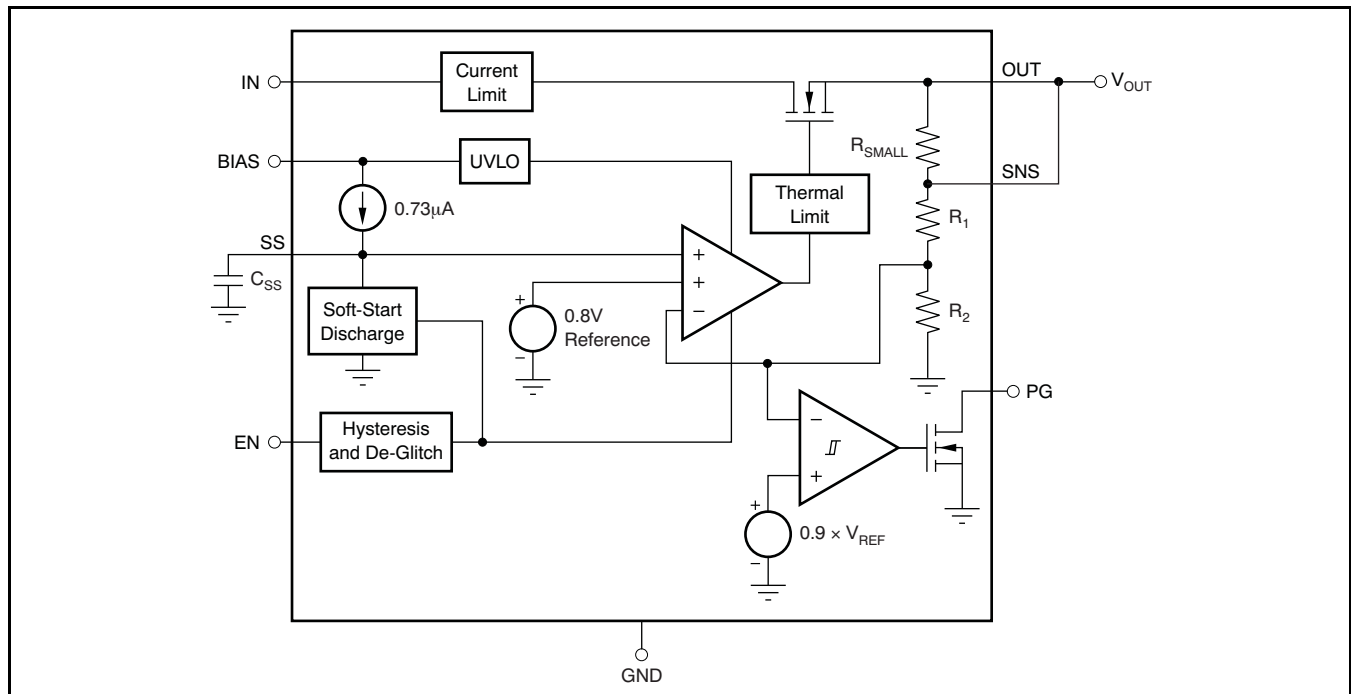 IN
Current
Limit
OUT
V_OUT
BIAS
UVLO
R_SMALL
SNS
0.73µA
Thermal
Limit
R_1
SS
C_SS
+
+
−
Soft-Start
Discharge
+
0.8V
Reference
−
R_2
PG
EN
Hysteresis
and De-Glitch
−
+
+
0.9 × V_REF
−
GND